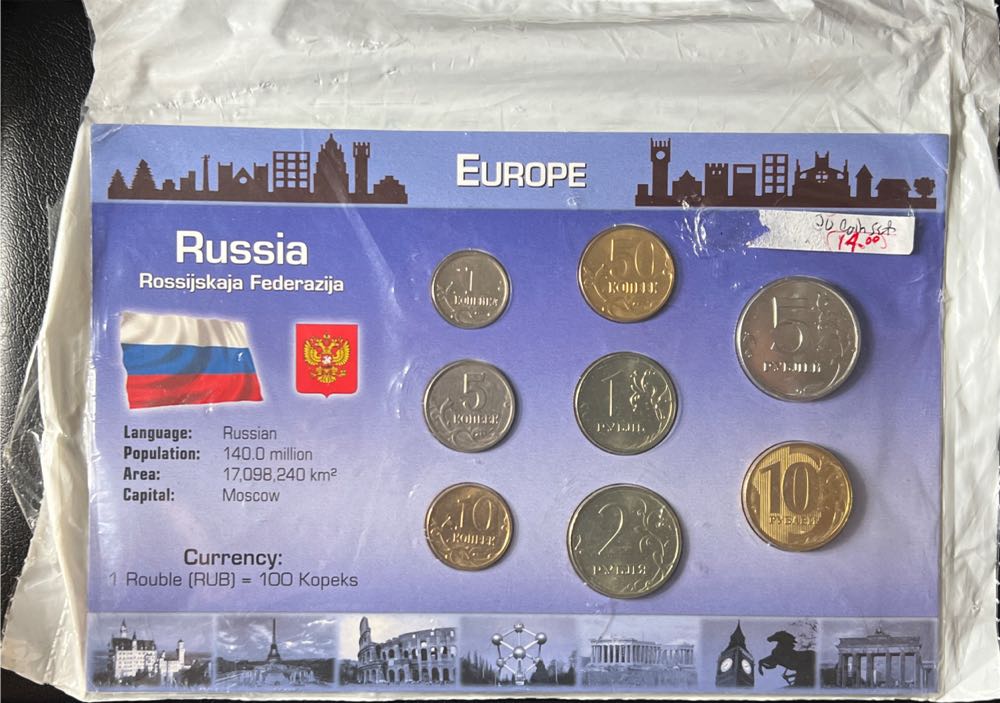 EUROPE
Russia
Rossijskaja Federazija
Coin set
14.00
Language: Russian
Population: 140.0 million
Area: 17,098,240 km²
Capital: Moscow
Currency:
1 Rouble (RUB) = 100 Kopeks
1
КОПЕЙКА
50
КОПЕЕК
5
РУБЛЕЙ
5
КОПЕЕК
1
РУБЛЬ
10
КОПЕЕК
2
РУБЛЯ
10
РУБЛЕЙ